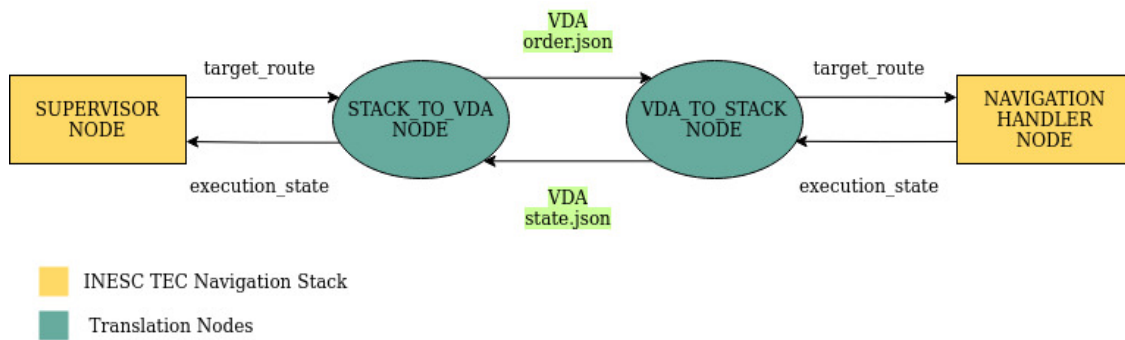 VDA
order.json
target_route
target_route
SUPERVISOR
NODE
STACK_TO_VDA
NODE
VDA_TO_STACK
NODE
NAVIGATION
HANDLER
NODE
execution_state
execution_state
VDA
state.json
INESC TEC Navigation Stack
Translation Nodes